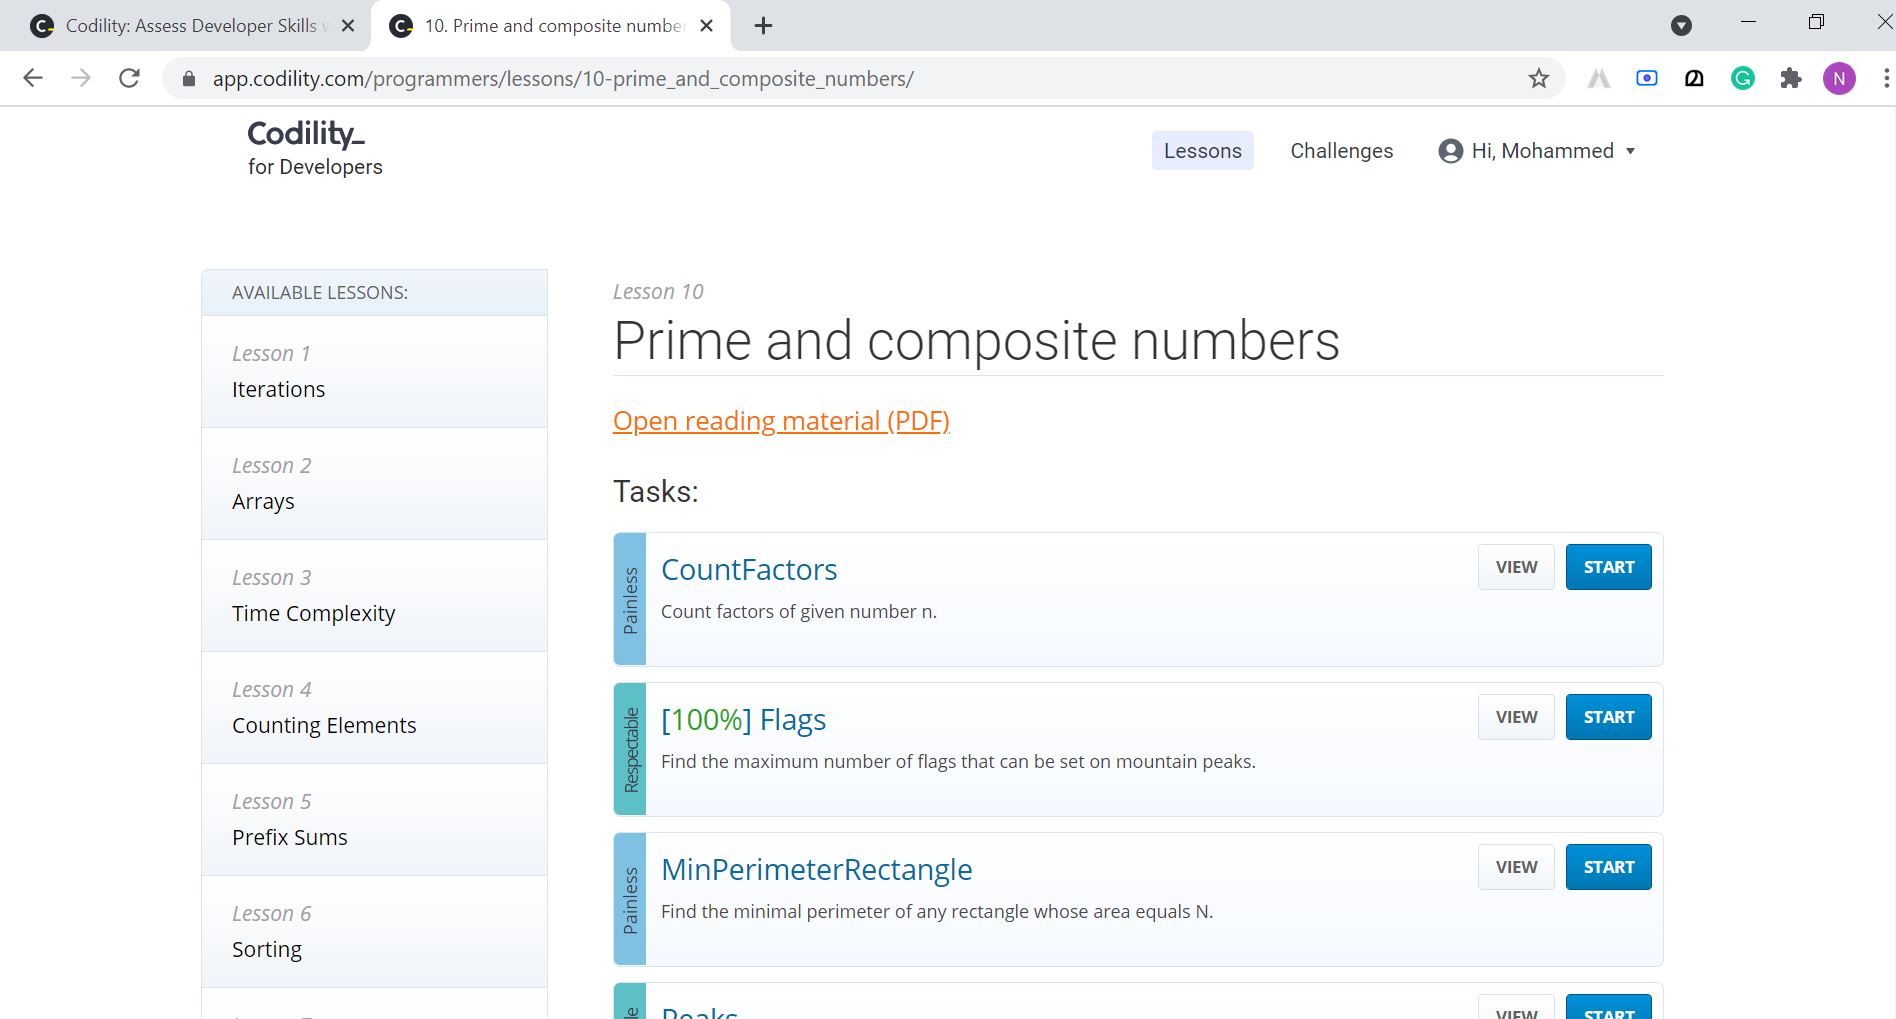 Codility: Assess Developer Skills
10. Prime and composite number
app.codility.com/programmers/lessons/10-prime_and_composite_numbers/
N
Codility_
for Developers
Lessons
Challenges
Hi, Mohammed
AVAILABLE LESSONS:
Lesson 1
Iterations
Lesson 2
Arrays
Lesson 3
Time Complexity
Lesson 4
Counting Elements
Lesson 5
Prefix Sums
Lesson 6
Sorting
Lesson 10
Prime and composite numbers
Open reading material (PDF)
Tasks:
Painless
CountFactors
Count factors of given number n.
VIEW
START
Respectable
[100%] Flags
Find the maximum number of flags that can be set on mountain peaks.
VIEW
START
Painless
MinPerimeterRectangle
Find the minimal perimeter of any rectangle whose area equals N.
VIEW
START
Peaks
VIEW
START